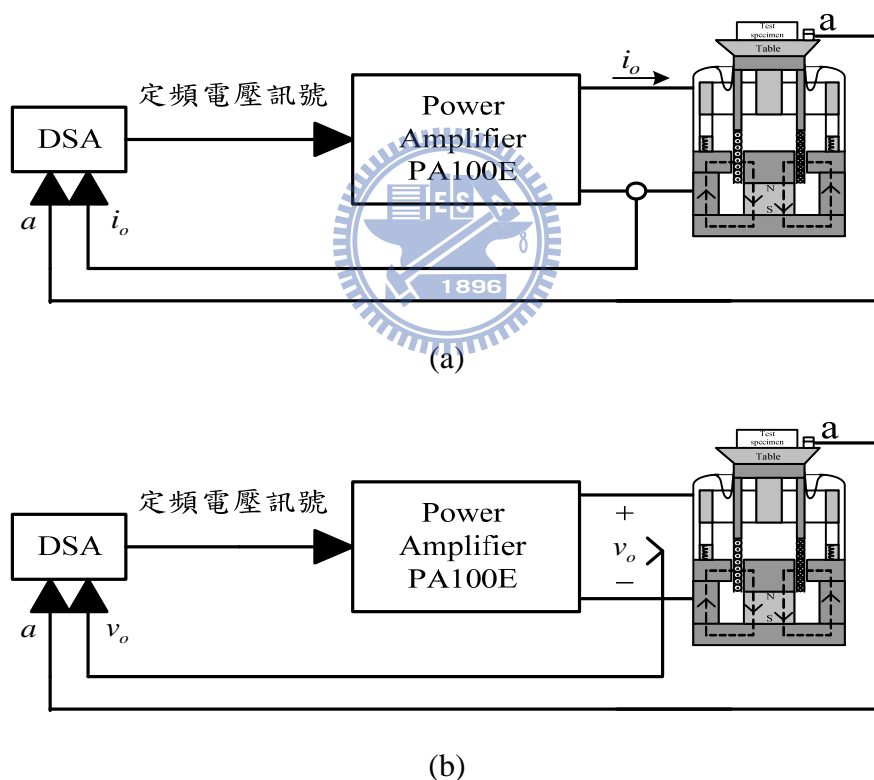 Test
specimen
a
Table
i_o
定頻電壓訊號
Power
Amplifier
PA100E
DSA
N
S
a
i_o
E S
1896
(a)
Test
specimen
a
Table
定頻電壓訊號
Power
Amplifier
PA100E
+
v_o
−
DSA
N
S
a
v_o
(b)